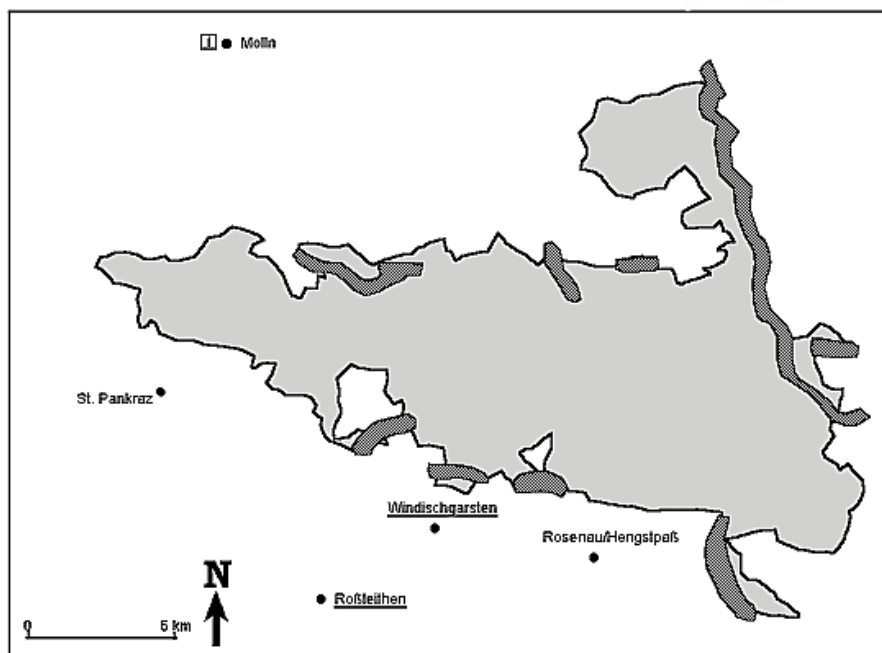 i Molln
St. Pankraz
Windischgarsten
Rosenau/Hengstpaß
Roßleithen
N
0 5 km